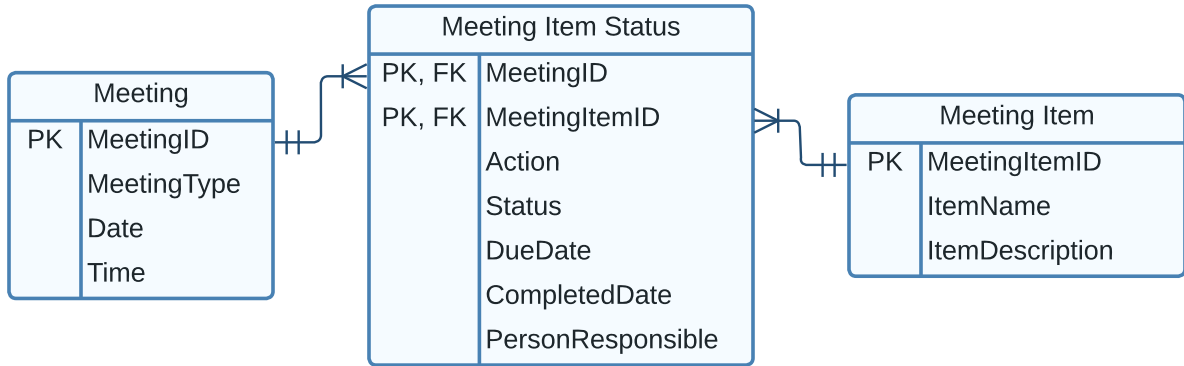 Meeting
PK MeetingID
MeetingType
Date
Time
Meeting Item Status
PK, FK MeetingID
PK, FK MeetingItemID
Action
Status
DueDate
CompletedDate
PersonResponsible
Meeting Item
PK MeetingItemID
ItemName
ItemDescription